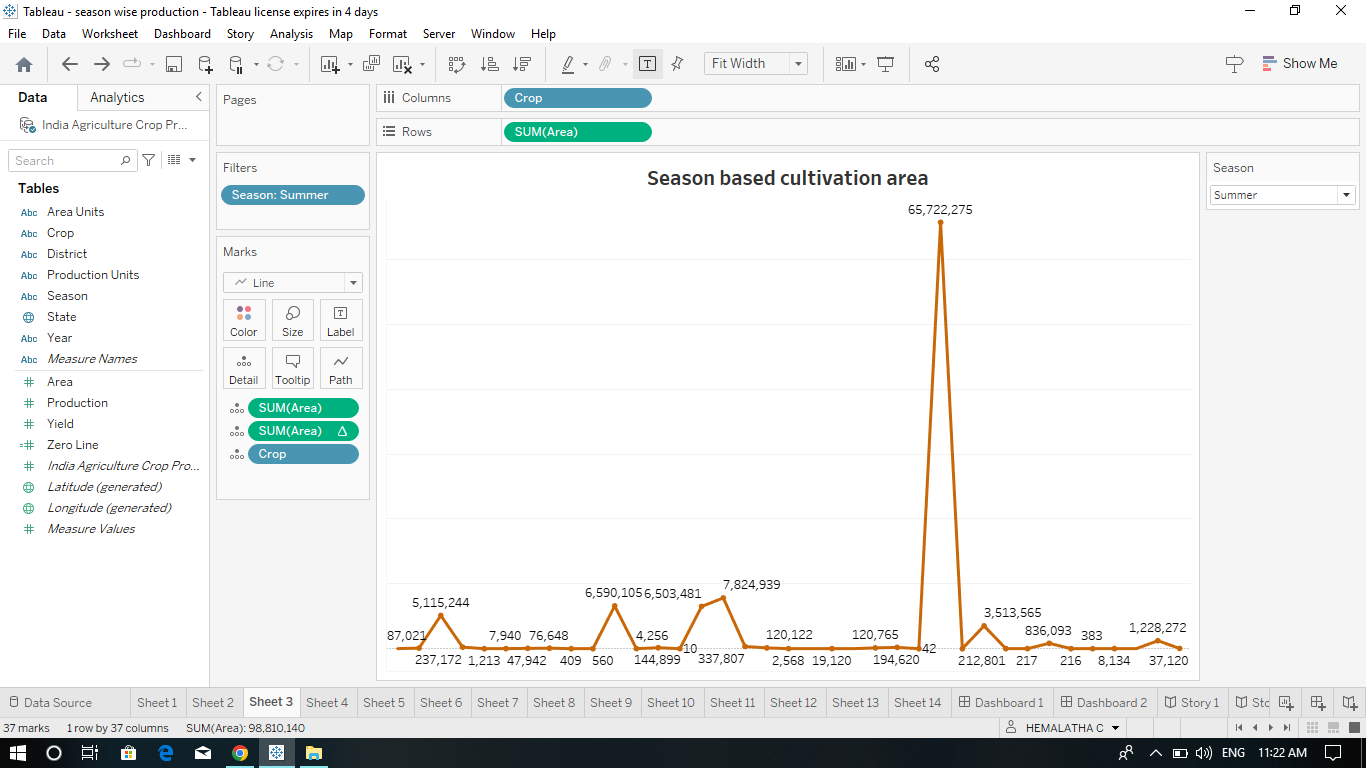 Tableau - season wise production - Tableau license expires in 4 days
File Data Worksheet Dashboard Story Analysis Map Format Server Window Help
Fit Width
Show Me
Data Analytics
India Agriculture Crop Pr...
Search
Tables
Abc Area Units
Abc Crop
Abc District
Abc Production Units
Abc Season
State
Abc Year
Abc Measure Names
Area
Production
Yield
Zero Line
India Agriculture Crop Pro...
Latitude (generated)
Longitude (generated)
Measure Values
Pages
Filters
Season: Summer
Marks
Line
Color Size Label
Detail Tooltip Path
SUM(Area)
SUM(Area) Δ
Crop
Columns Crop
Rows SUM(Area)
Season based cultivation area
65,722,275
7,824,939
6,590,105 6,503,481
5,115,244
3,513,565
87,021 7,940 76,648 4,256 120,122 120,765 836,093 383 1,228,272
10 42
237,172 1,213 47,942 409 560 144,899 337,807 2,568 19,120 194,620 212,801 217 216 8,134 37,120
Season
Summer
Data Source Sheet 1 Sheet 2 Sheet 3 Sheet 4 Sheet 5 Sheet 6 Sheet 7 Sheet 8 Sheet 9 Sheet 10 Sheet 11 Sheet 12 Sheet 13 Sheet 14 Dashboard 1 Dashboard 2 Story 1 Stc
37 marks 1 row by 37 columns SUM(Area): 98,810,140 HEMALATHA C
ENG 11:22 AM